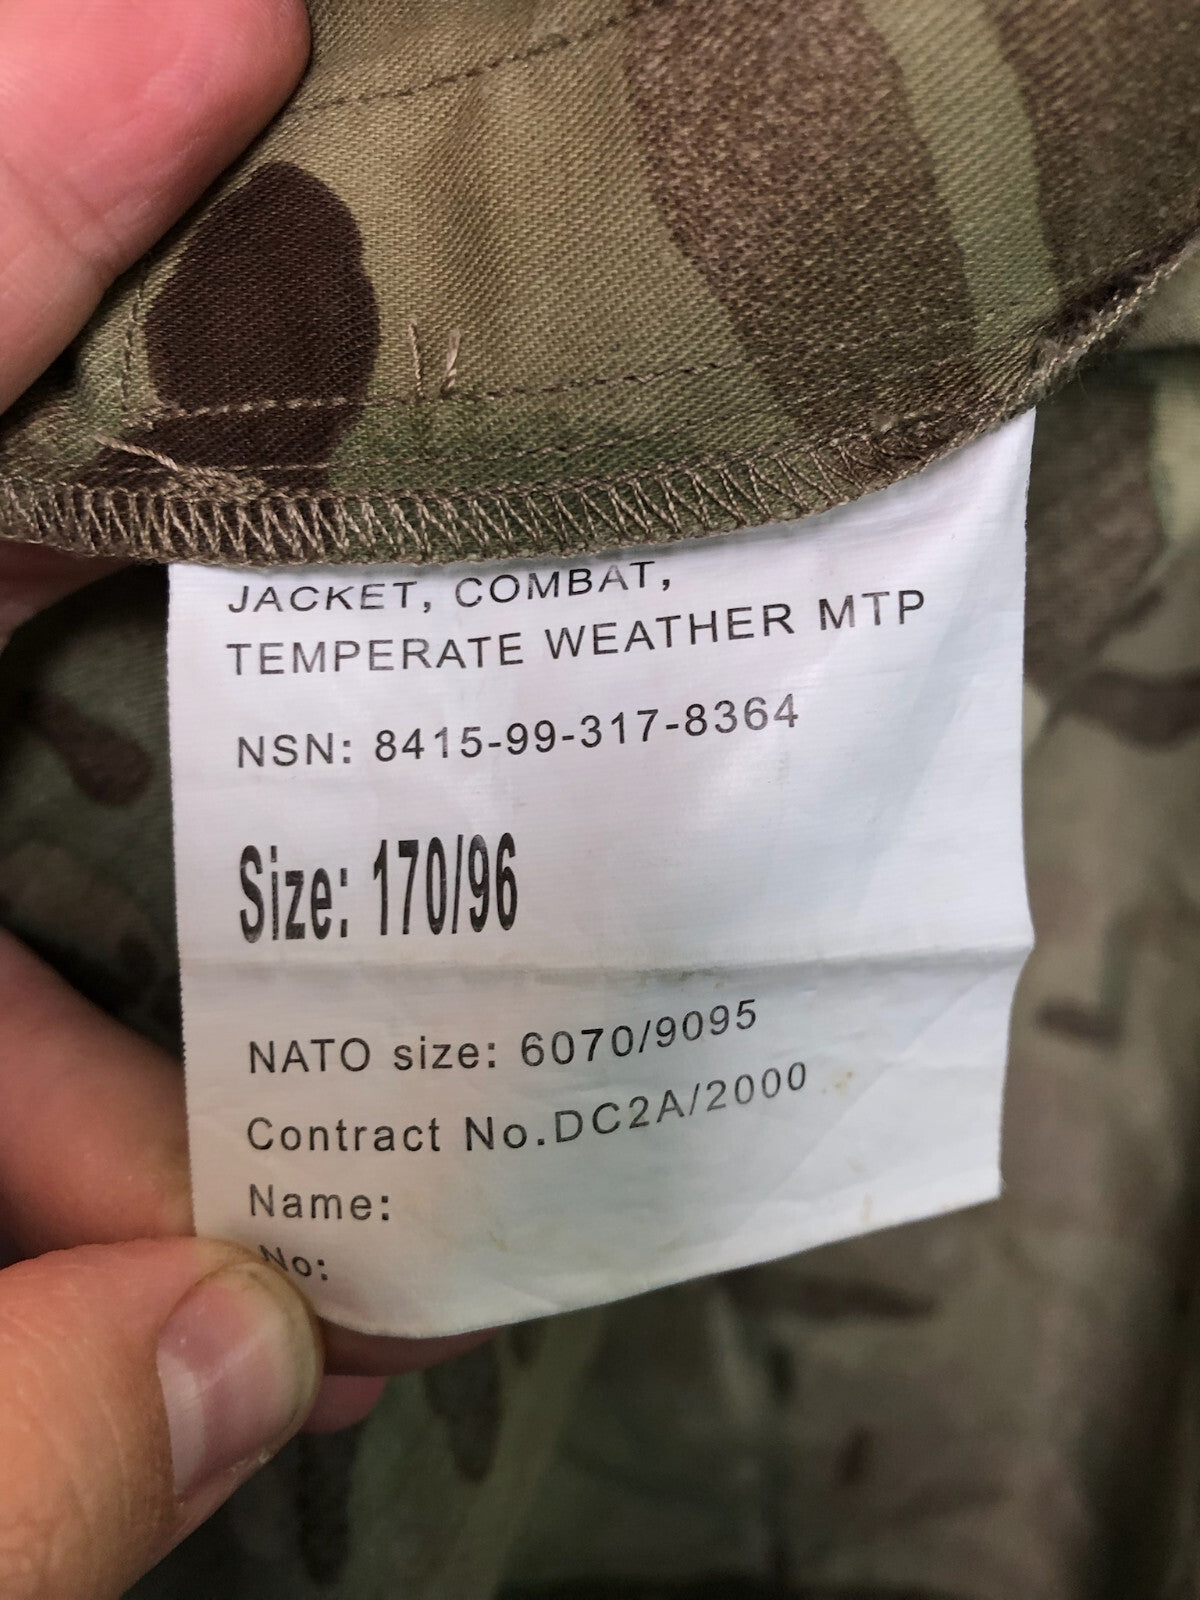 JACKET, COMBAT,
TEMPERATE WEATHER MTP
NSN: 8415-99-317-8364
Size: 170/96
NATO size: 6070/9095
Contract No.DC2A/2000
Name:
No: